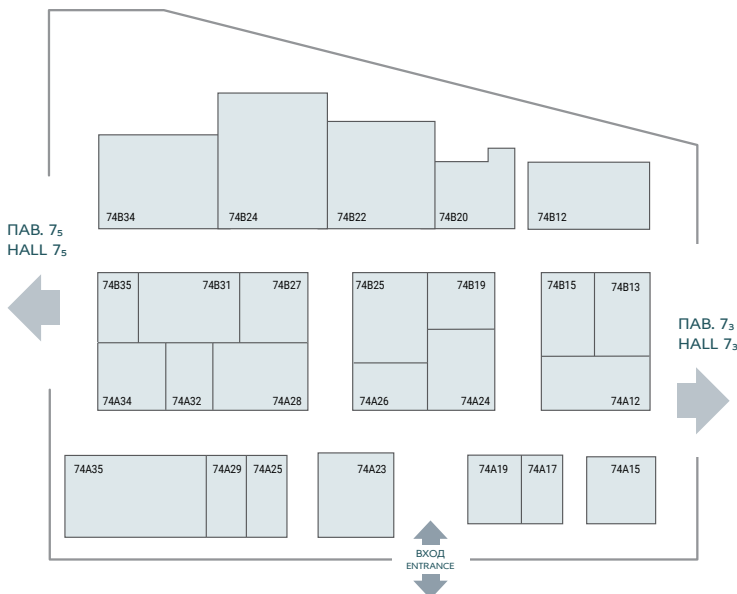 74B34
74B24
74B22
74B20
74B12
ПАВ. 7₅
HALL 7₅
74B35
74B31
74B27
74B25
74B19
74B15
74B13
ПАВ. 7₃
HALL 7₃
74A34
74A32
74A28
74A26
74A24
74A12
74A35
74A29
74A25
74A23
74A19
74A17
74A15
ВХОД
ENTRANCE